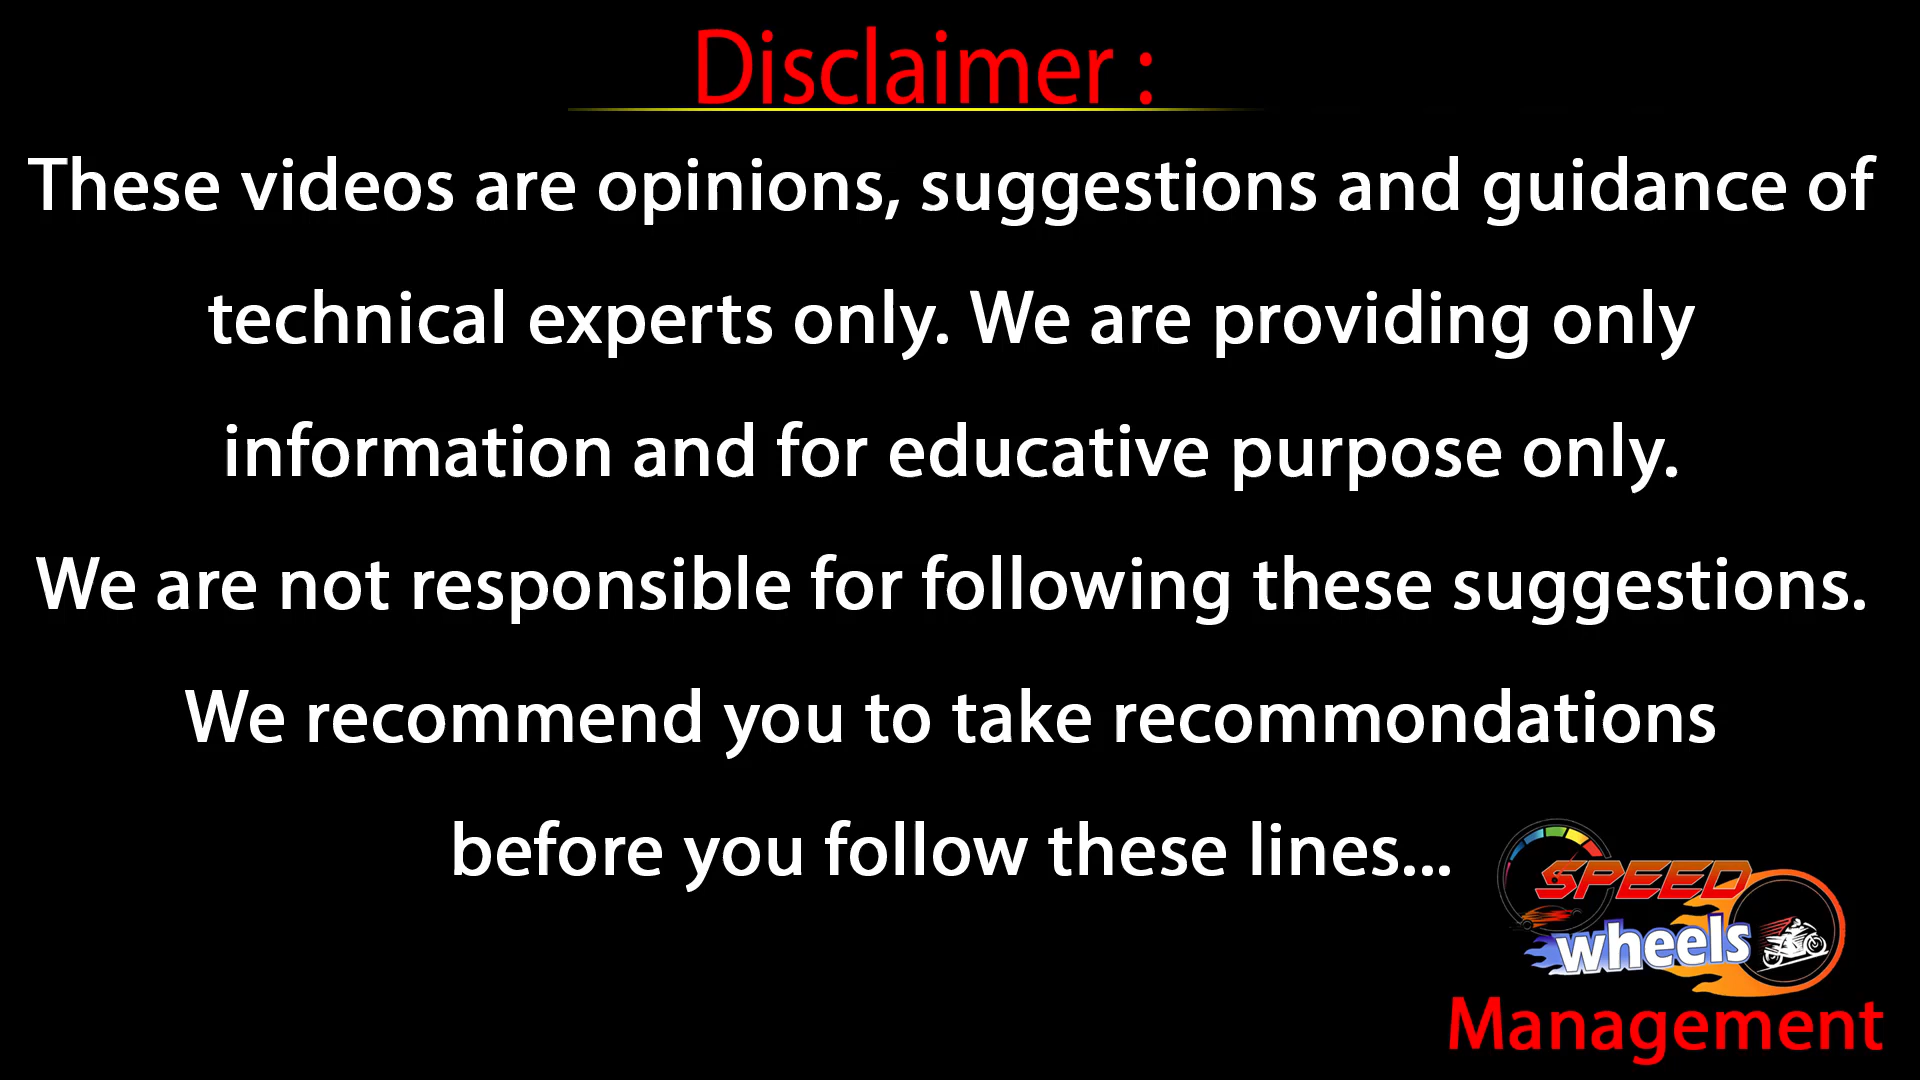 Disclaimer :
These videos are opinions, suggestions and guidance of
technical experts only. We are providing only
information and for educative purpose only.
We are not responsible for following these suggestions.
We recommend you to take recommondations
before you follow these lines...
SPEED
wheels
Management